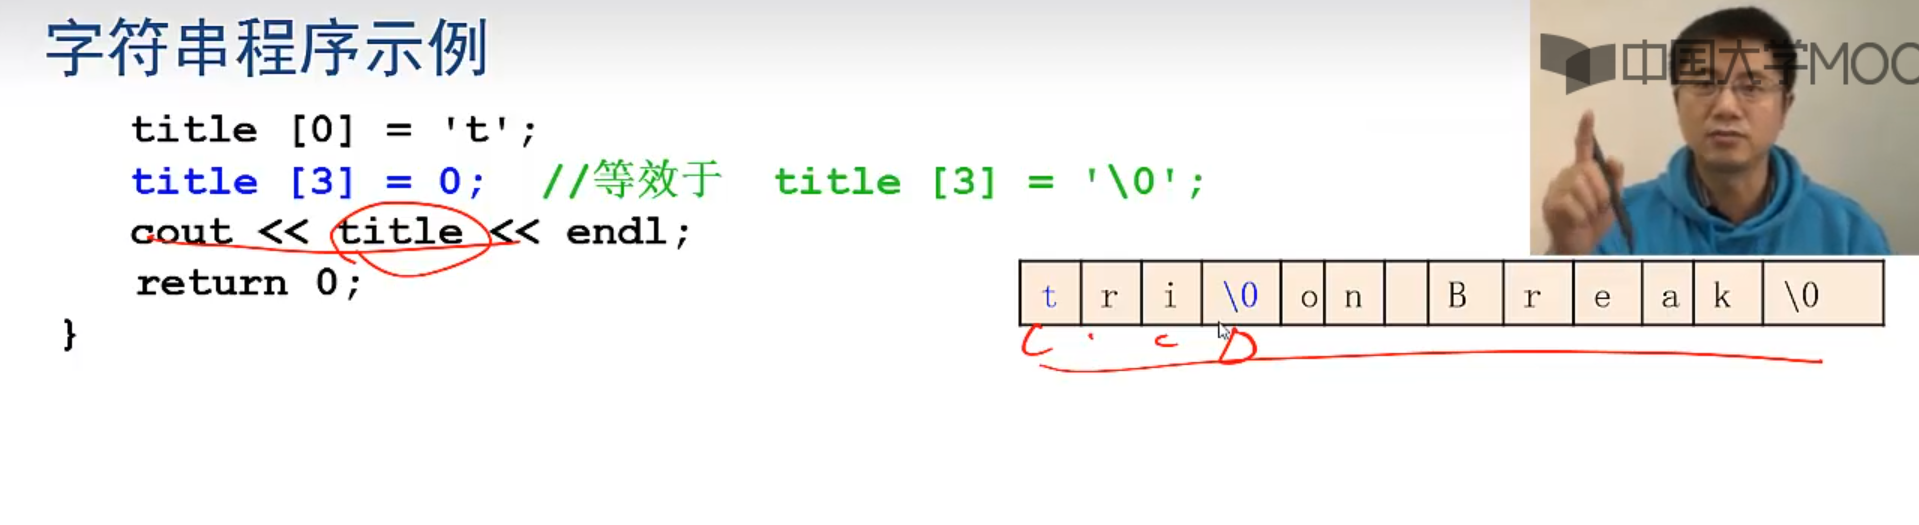 字符串程序示例
中国大学MOO
title [0] = 't';
title [3] = 0; //等效于 title [3] = '\0';
cout << title << endl;
return 0;
}
t r i \0 o n B r e a k \0